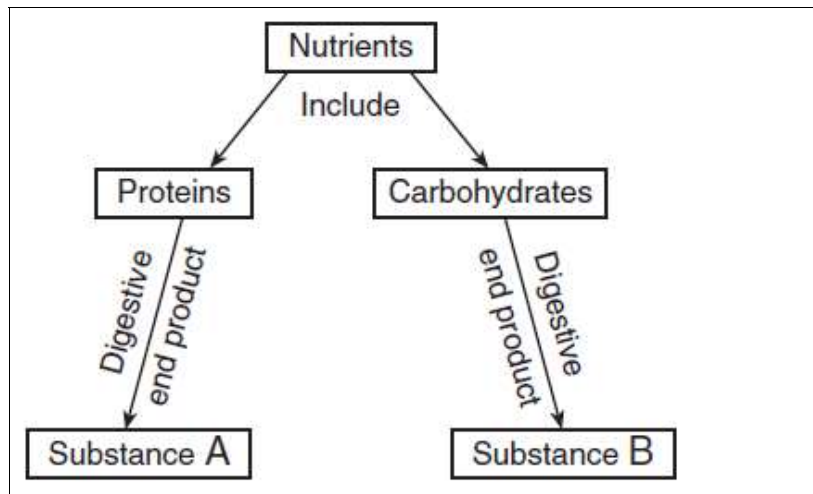 Nutrients
Include
Proteins
Carbohydrates
Digestive
end product
end product
Digestive
Substance A
Substance B